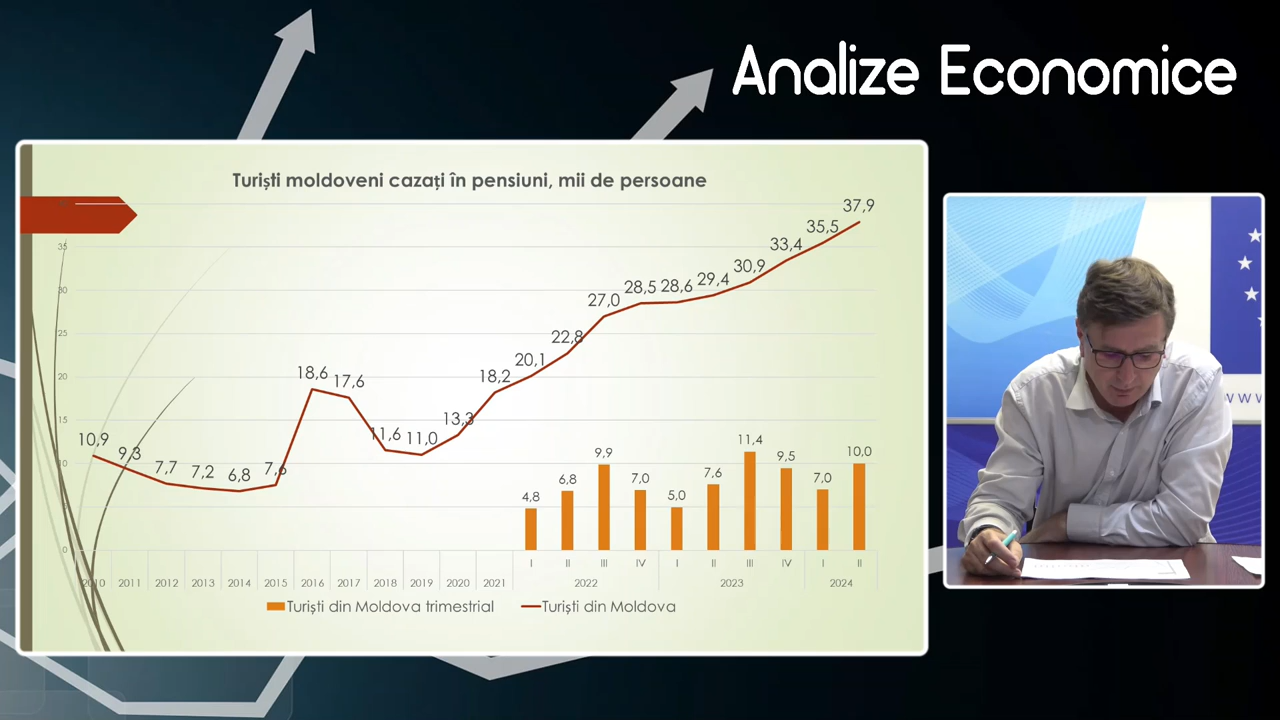 Analize Economice
Turiști moldoveni cazați în pensiuni, mii de persoane
35
30
25
20
15
10
0
10,9 9,3 7,7 7,2 6,8 7,6 18,6 17,6 11,6 11,0 13,3 18,2 20,1 22,8 27,0 28,5 28,6 29,4 30,9 33,4 35,5 37,9
4,8 6,8 9,9 7,0 5,0 7,6 11,4 9,5 7,0 10,0
I II III IV I II III IV I II
2010 2011 2012 2013 2014 2015 2016 2017 2018 2019 2020 2021 2022 2023 2024
Turiști din Moldova trimestrial Turiști din Moldova
www